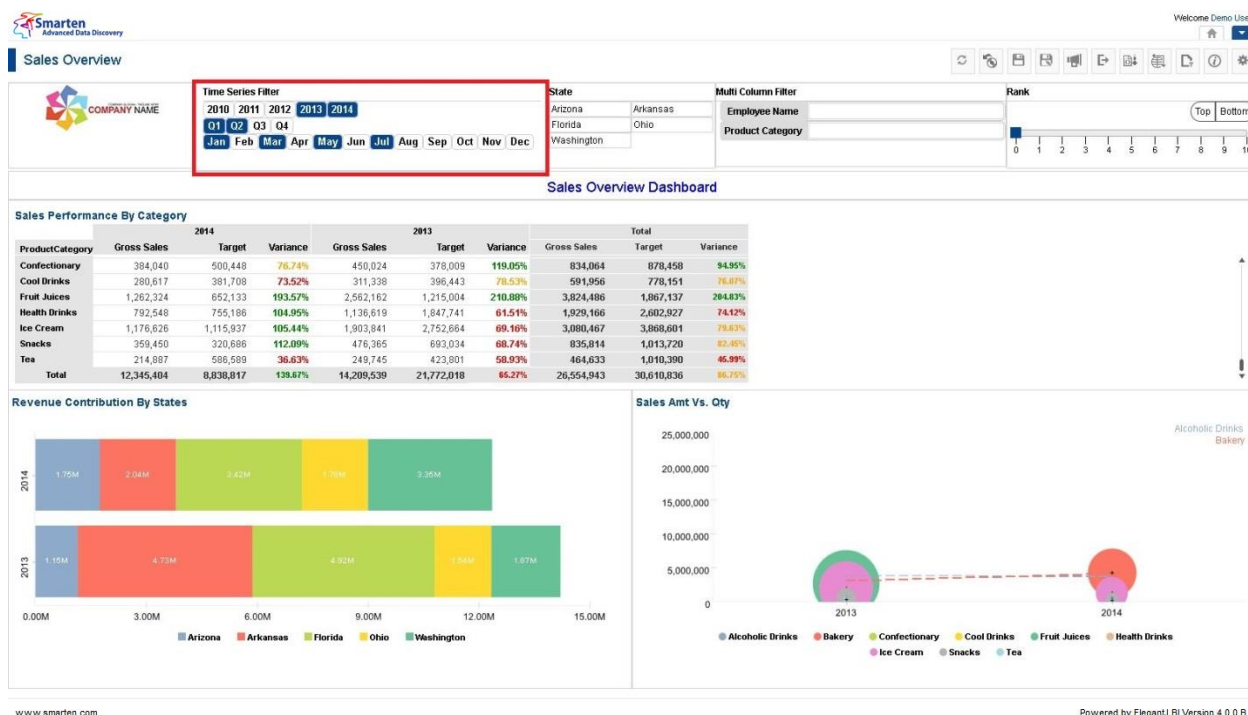 Smarten
Advanced Data Discovery
Welcome Demo Use
Sales Overview
COMPANY NAME
Time Series Filter
2010 2011 2012 2013 2014
Q1 Q2 Q3 Q4
Jan Feb Mar Apr May Jun Jul Aug Sep Oct Nov Dec
State
Arizona Arkansas
Florida Ohio
Washington
Multi Column Filter
Employee Name
Product Category
Rank
Top Bottom
0 1 2 3 4 5 6 7 8 9 10
Sales Overview Dashboard
Sales Performance By Category
2014 2013 Total
ProductCategory Gross Sales Target Variance Gross Sales Target Variance Gross Sales Target Variance
Confectionary 384,040 500,448 76.74% 450,024 378,009 119.05% 834,064 878,458 94.95%
Cool Drinks 280,617 381,708 73.52% 311,338 396,443 78.53% 591,956 778,151 76.07%
Fruit Juices 1,262,324 652,133 193.57% 2,562,162 1,215,004 210.88% 3,824,486 1,867,137 204.83%
Health Drinks 792,548 755,186 104.95% 1,136,619 1,847,741 61.51% 1,929,166 2,602,927 74.12%
Ice Cream 1,176,626 1,115,937 105.44% 1,903,841 2,752,664 69.16% 3,080,467 3,868,601 79.63%
Snacks 359,450 320,686 112.09% 476,365 693,034 68.74% 835,814 1,013,720 82.45%
Tea 214,887 586,589 36.63% 249,745 423,801 58.93% 464,633 1,010,390 45.99%
Total 12,345,404 8,838,817 139.67% 14,209,539 21,772,018 65.27% 26,554,943 30,610,836 86.75%
Revenue Contribution By States
2014
1.75M 2.04M 3.42M 1.78M 3.35M
2013
1.15M 4.73M 4.92M 1.54M 1.87M
0.00M 3.00M 6.00M 9.00M 12.00M 15.00M
Arizona Arkansas Florida Ohio Washington
Sales Amt Vs. Qty
Alcoholic Drinks
Bakery
25,000,000
20,000,000
15,000,000
10,000,000
5,000,000
0
2013 2014
Alcoholic Drinks Bakery Confectionary Cool Drinks Fruit Juices Health Drinks
Ice Cream Snacks Tea
www.smarten.com
Powered by ElegantJ BI Version 4.0.0 B